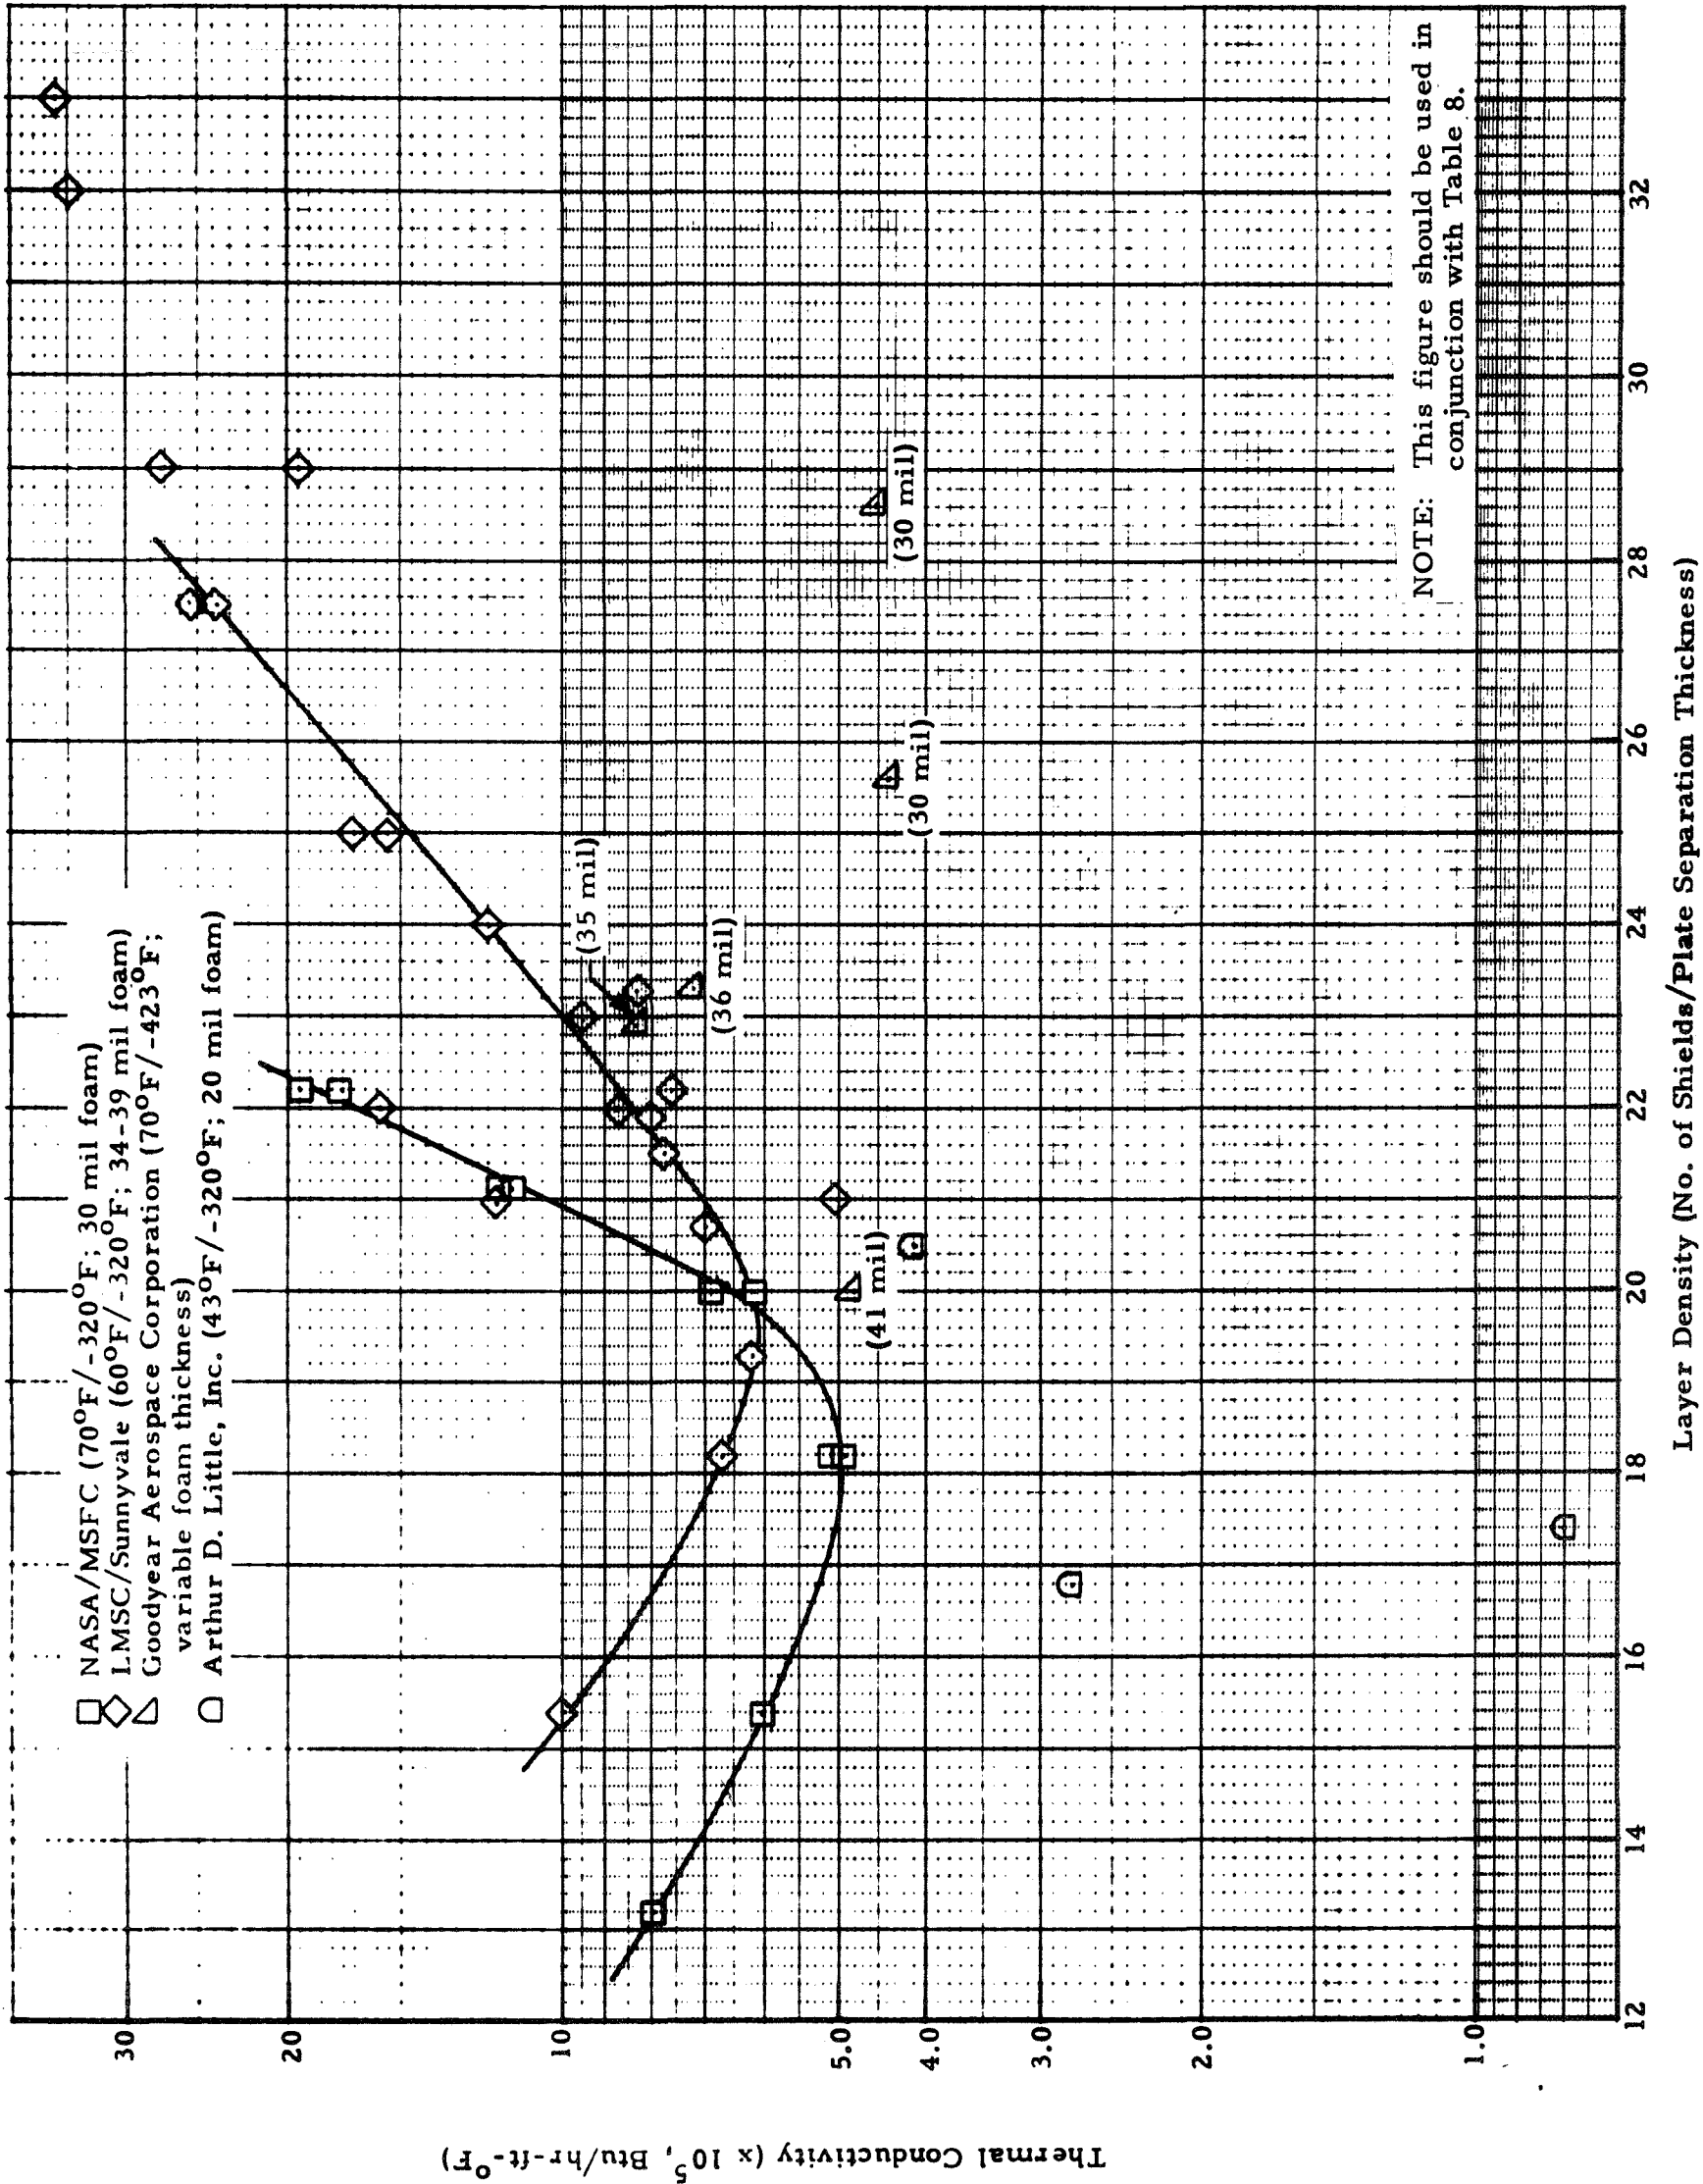 NASA/MSFC (70°F/-320°F; 30 mil foam)
LMSC/Sunnyvale (60°F/-320°F; 34-39 mil foam)
Goodyear Aerospace Corporation (70°F/-423°F;
variable foam thickness)
Arthur D. Little, Inc. (43°F/-320°F; 20 mil foam)
(35 mil)
(36 mil)
(41 mil)
(30 mil)
(30 mil)
NOTE: This figure should be used in
conjunction with Table 8.
Thermal Conductivity (x 10⁵, Btu/hr-ft-°F)
30
20
10
5.0
4.0
3.0
2.0
1.0
12
14
16
18
20
22
24
26
28
30
32
Layer Density (No. of Shields/Plate Separation Thickness)